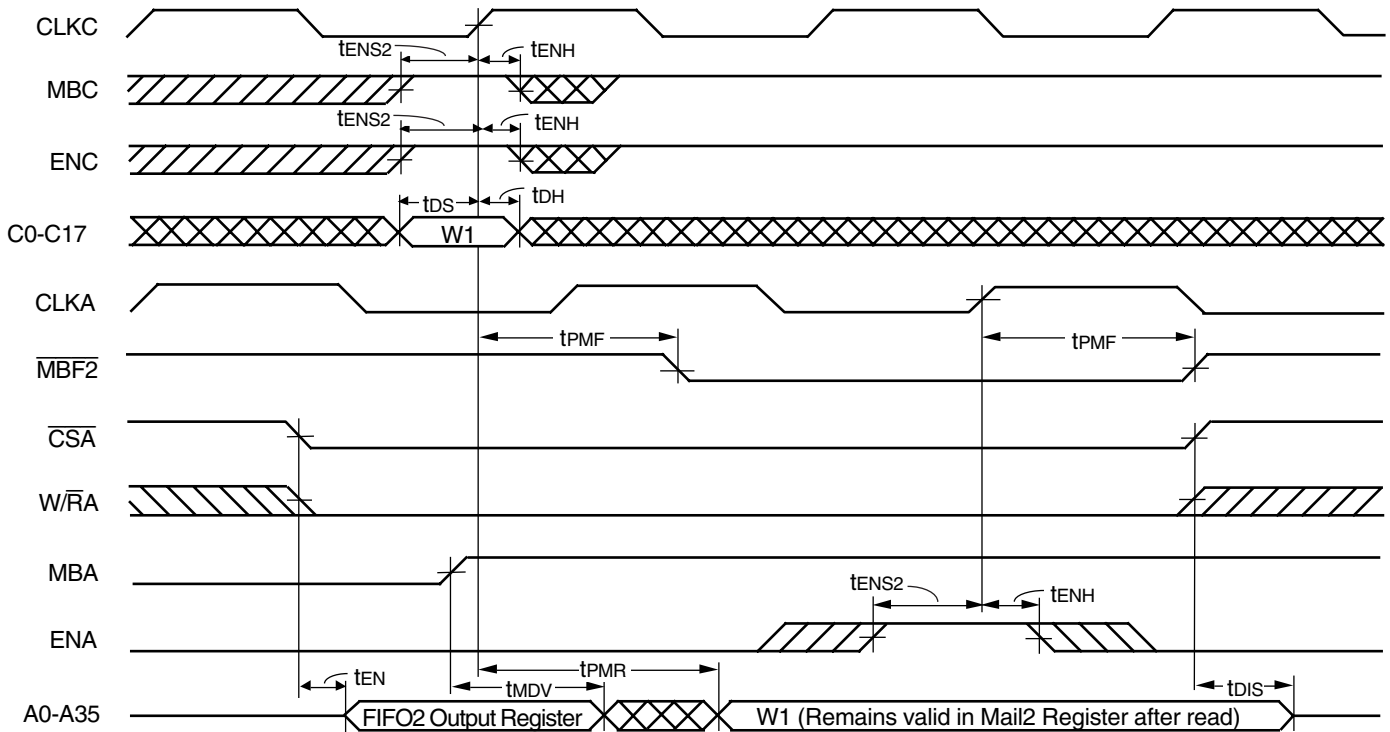 CLKC
tENS2
tENH
MBC
tENS2
tENH
ENC
tDS
tDH
C0-C17
W1
CLKA
tPMF
tPMF
MBF2
CSA
W/RA
MBA
tENS2
tENH
ENA
tEN
tMDV
tPMR
tDIS
A0-A35
FIFO2 Output Register
W1 (Remains valid in Mail2 Register after read)